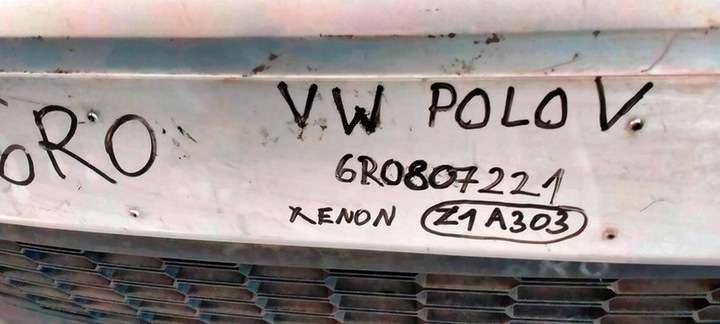 VW POLO V
ORO
6R0807221
XENON Z1A303